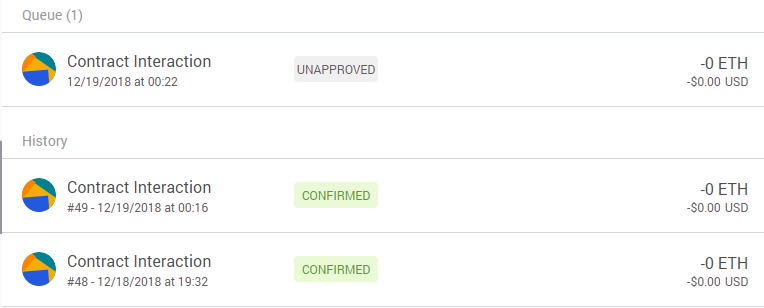 Queue (1)
Contract Interaction
12/19/2018 at 00:22
UNAPPROVED
-0 ETH
-$0.00 USD
History
Contract Interaction
#49 - 12/19/2018 at 00:16
CONFIRMED
-0 ETH
-$0.00 USD
Contract Interaction
#48 - 12/18/2018 at 19:32
CONFIRMED
-0 ETH
-$0.00 USD